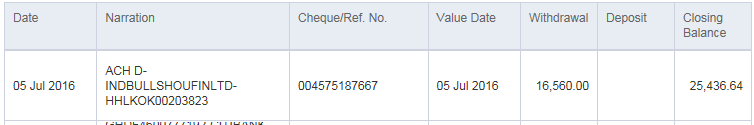 Date Narration Cheque/Ref. No. Value Date Withdrawal Deposit Closing
Balance
05 Jul 2016 ACH D- 004575187667 05 Jul 2016 16,560.00 25,436.64
INDBULLSHOUFINLTD-
HHLKOK00203823